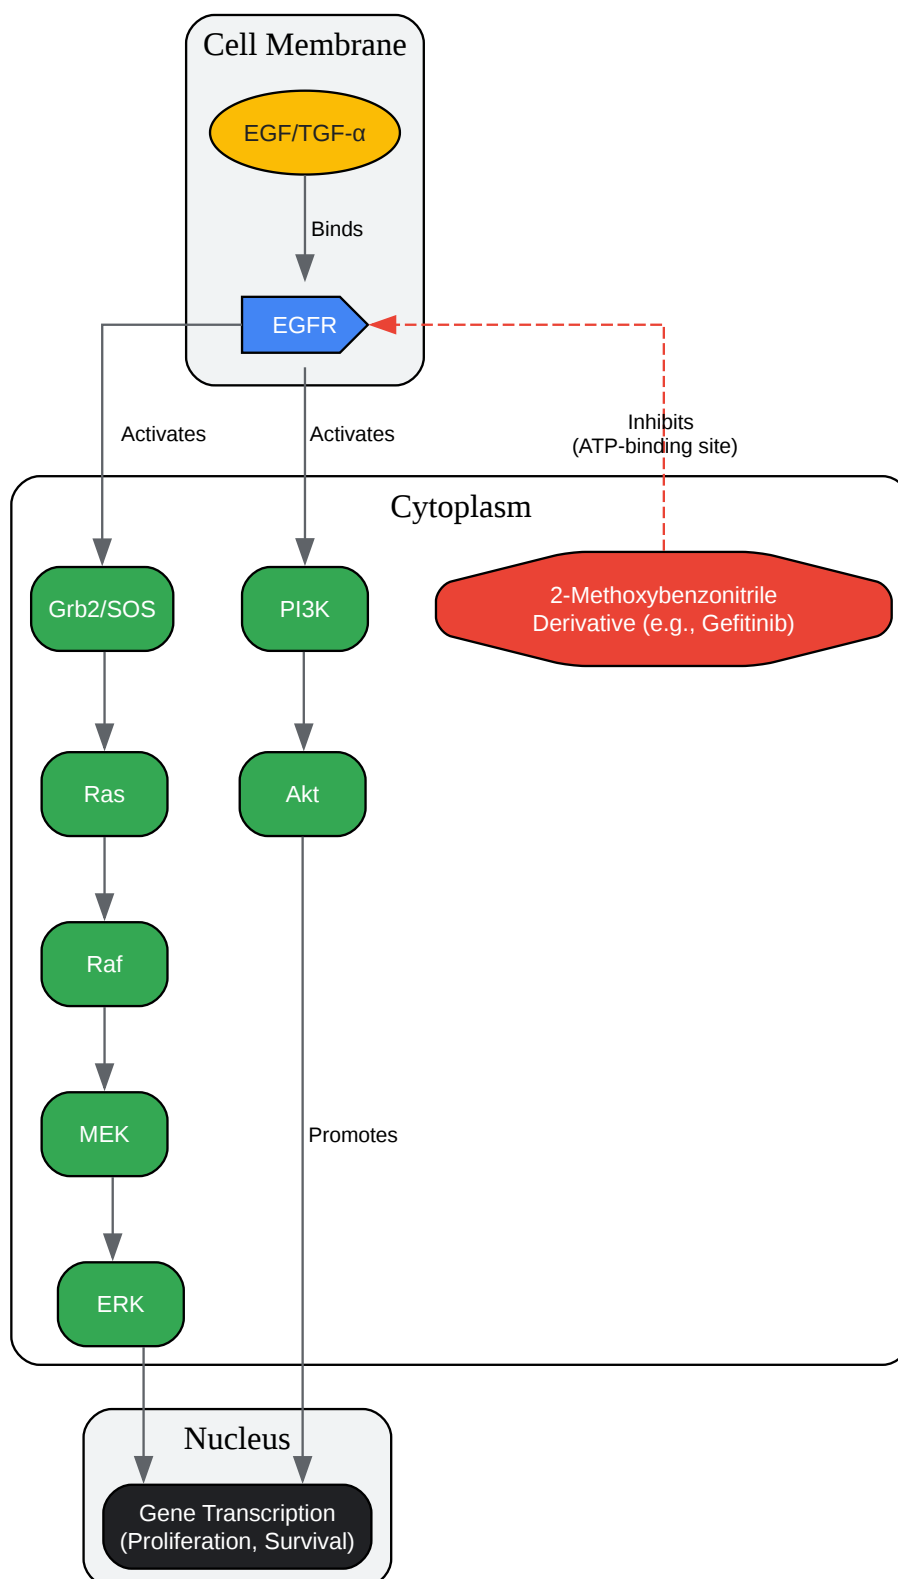 Cell Membrane
EGF/TGF-α
Binds
EGFR
Activates
Activates
Inhibits
(ATP-binding site)
Cytoplasm
Grb2/SOS
PI3K
2-Methoxybenzonitrile
Derivative (e.g., Gefitinib)
Ras
Akt
Raf
MEK
Promotes
ERK
Nucleus
Gene Transcription
(Proliferation, Survival)